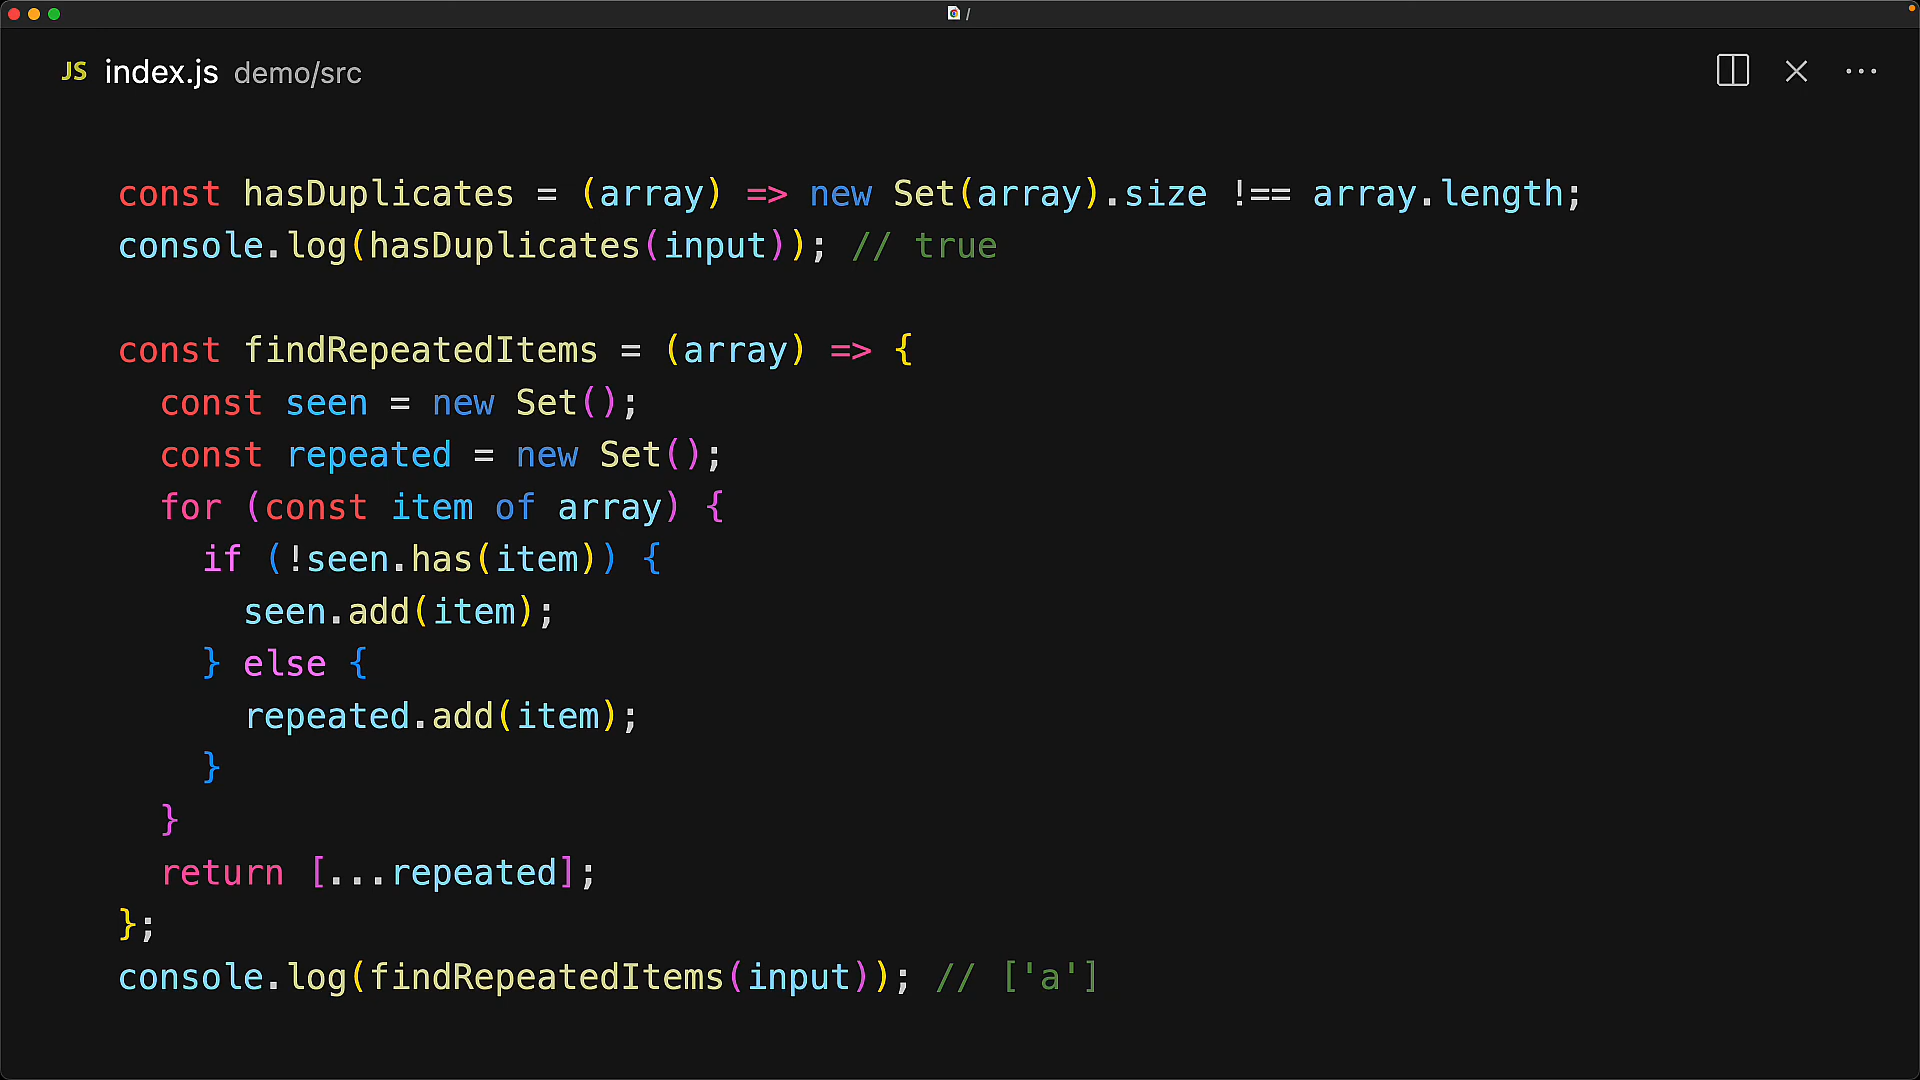 /
JS index.js demo/src
const hasDuplicates = (array) => new Set(array).size !== array.length;
console.log(hasDuplicates(input)); // true
const findRepeatedItems = (array) => {
  const seen = new Set();
  const repeated = new Set();
  for (const item of array) {
    if (!seen.has(item)) {
      seen.add(item);
    } else {
      repeated.add(item);
    }
  }
  return [...repeated];
};
console.log(findRepeatedItems(input)); // ['a']